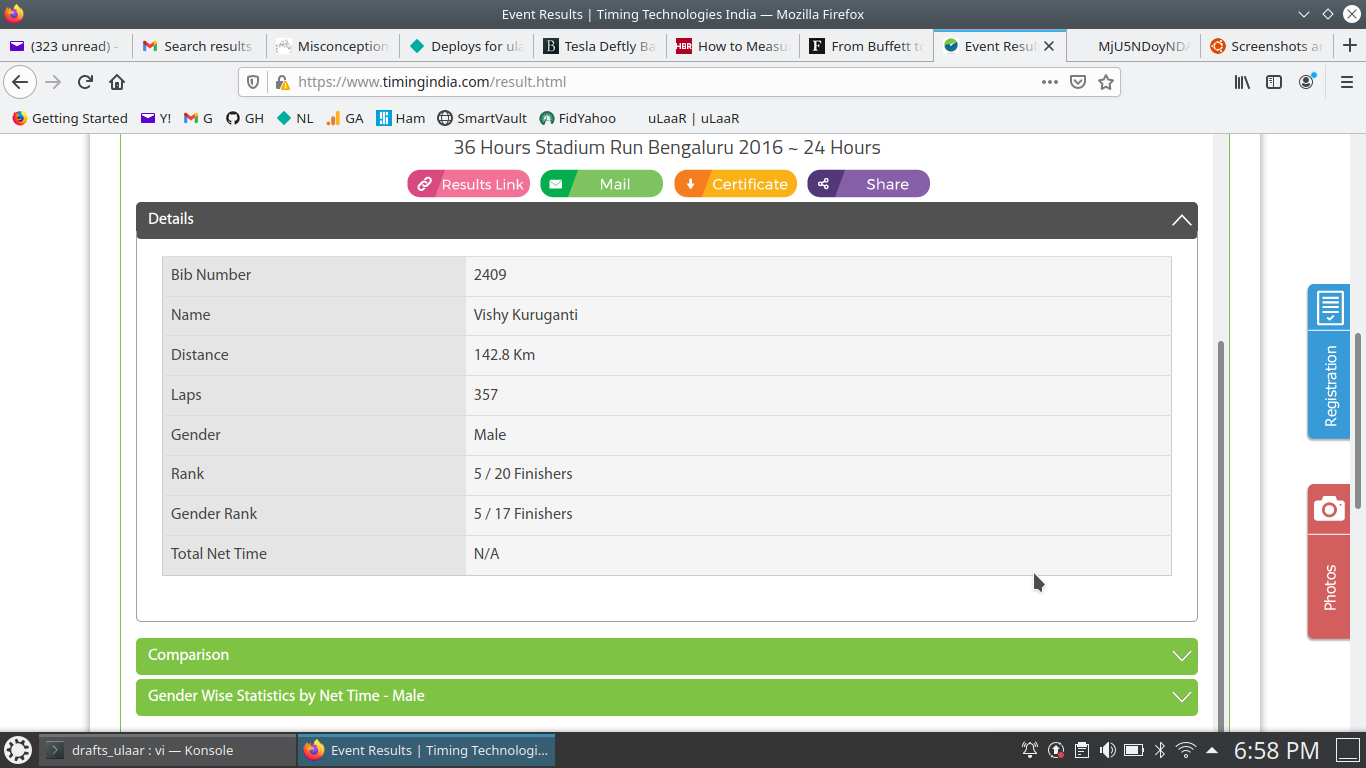 Event Results | Timing Technologies India — Mozilla Firefox
(323 unread) -
Search results
Misconception
Deploys for ula
Tesla Deftly Ba
How to Measu
From Buffett to
Event Resu
MjU5NDoyNDA
Screenshots a
https://www.timingindia.com/result.html
Getting Started
Y!
G
GH
NL
GA
Ham
SmartVault
FidYahoo
uLaaR | uLaaR
36 Hours Stadium Run Bengaluru 2016 ~ 24 Hours
Results Link
Mail
Certificate
Share
Details
Bib Number 2409
Name Vishy Kuruganti
Distance 142.8 Km
Laps 357
Gender Male
Rank 5 / 20 Finishers
Gender Rank 5 / 17 Finishers
Total Net Time N/A
Comparison
Gender Wise Statistics by Net Time - Male
Registration
Photos
drafts_ulaar : vi — Konsole
Event Results | Timing Technologi...
6:58 PM